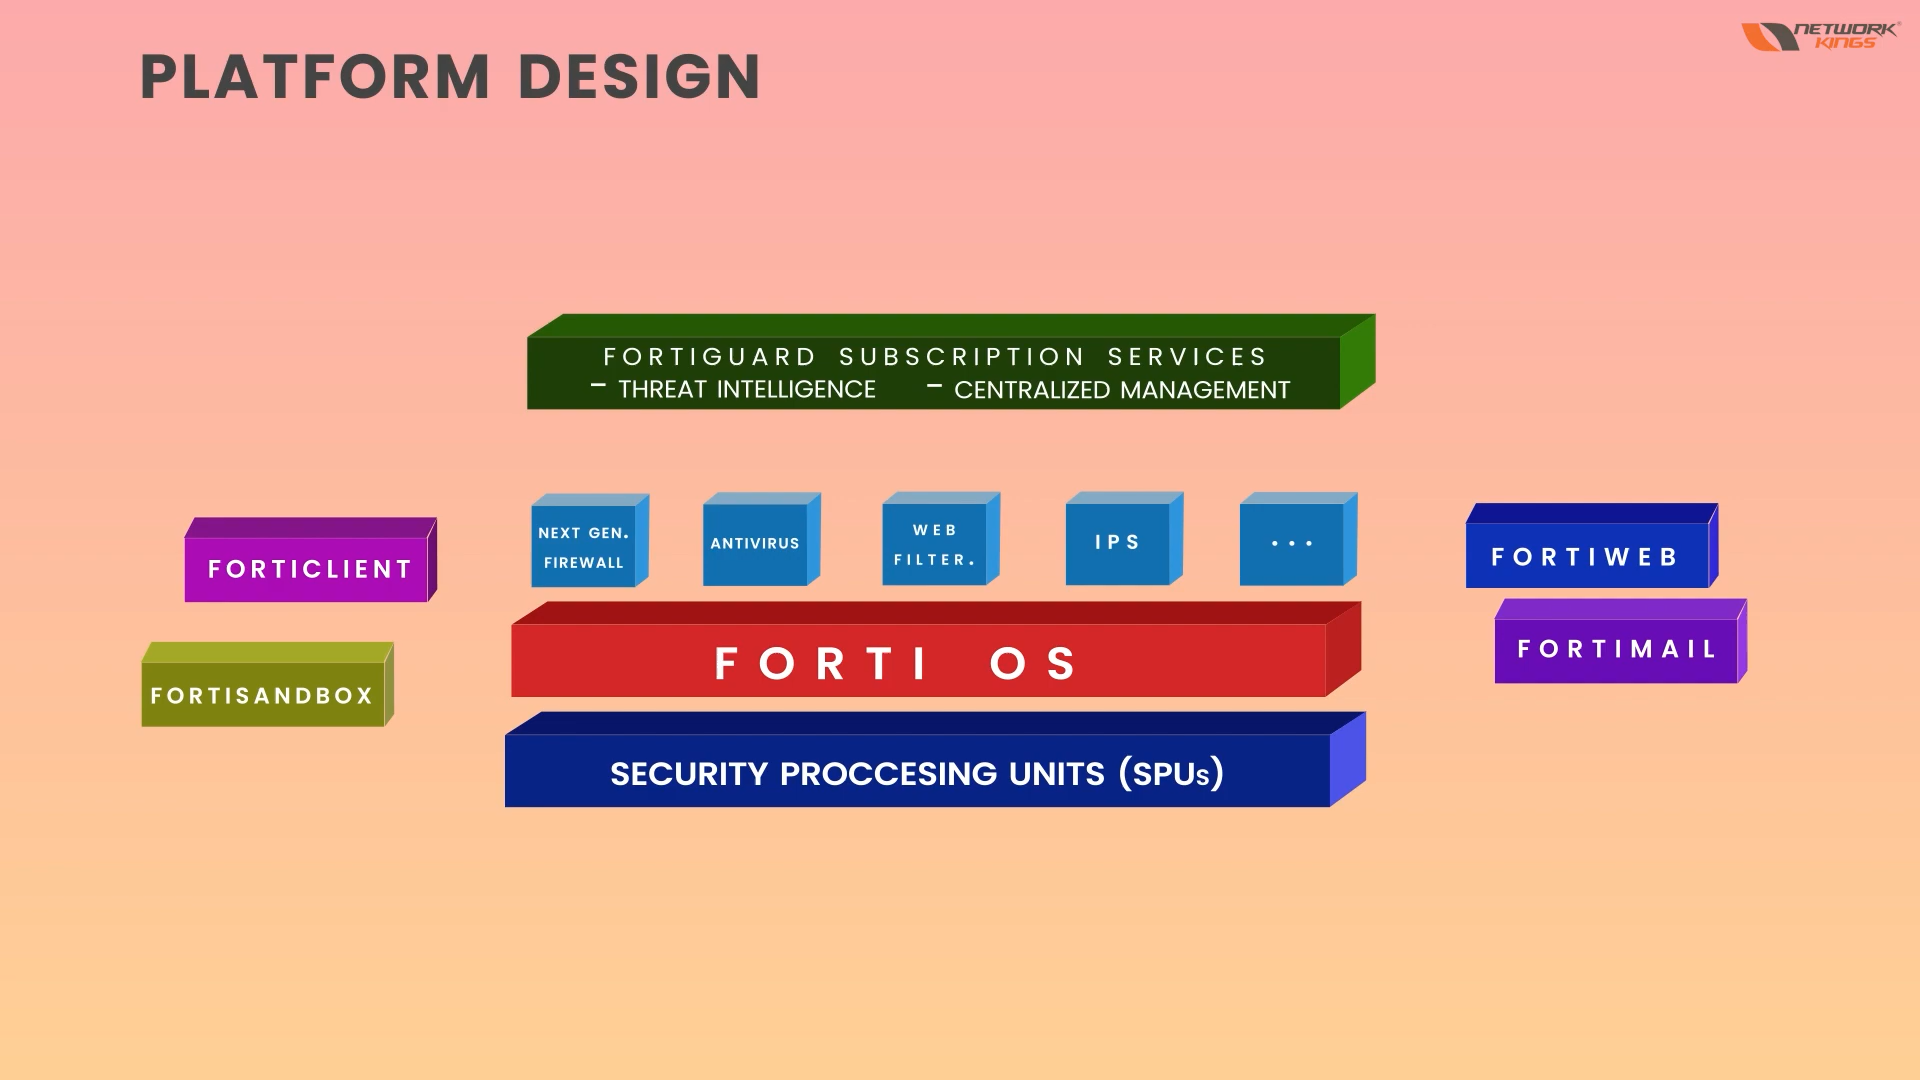 PLATFORM DESIGN
NETWORK
KINGS
FORTIGUARD SUBSCRIPTION SERVICES
– THREAT INTELLIGENCE – CENTRALIZED MANAGEMENT
FORTICLIENT
FORTISANDBOX
NEXT GEN.
FIREWALL
ANTIVIRUS
WEB
FILTER.
IPS
...
FORTIWEB
FORTIMAIL
FORTI OS
SECURITY PROCCESING UNITS (SPUs)